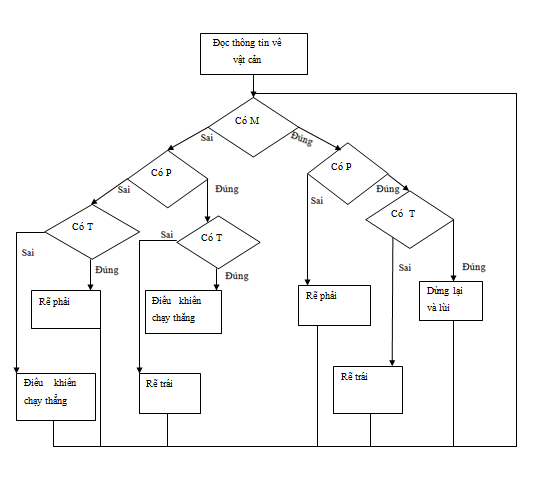 Đọc thông tin về
vật cản
Có M
Sai
Đúng
Có P
Có P
Sai
Đúng
Sai
Đúng
Có T
Có T
Có T
Sai
Sai
Đúng
Đúng
Sai
Đúng
Rẽ phải
Điều khiên
chạy thẳng
Rẽ phải
Dừng lại
và lùi
Điều khiên
chạy thẳng
Rẽ trái
Rẽ trái